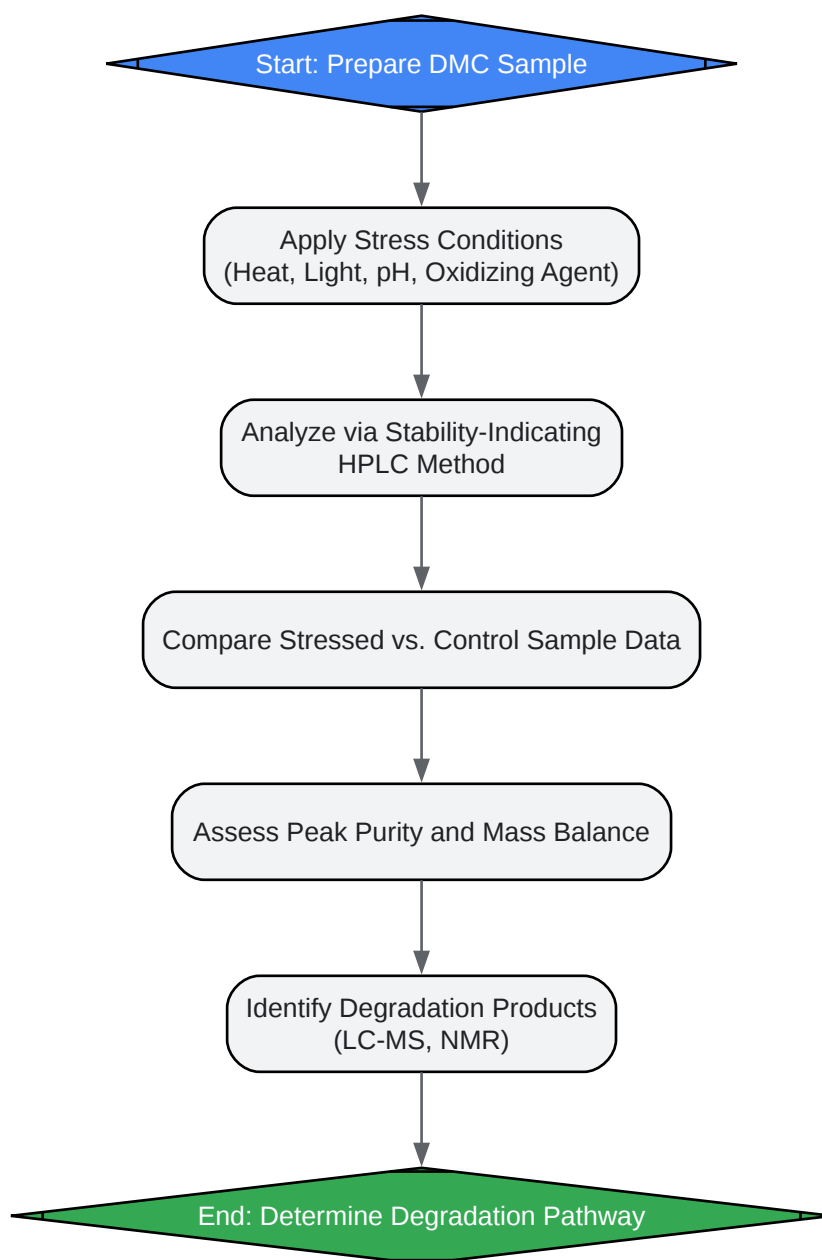 Start: Prepare DMC Sample
Apply Stress Conditions
(Heat, Light, pH, Oxidizing Agent)
Analyze via Stability-Indicating
HPLC Method
Compare Stressed vs. Control Sample Data
Assess Peak Purity and Mass Balance
Identify Degradation Products
(LC-MS, NMR)
End: Determine Degradation Pathway